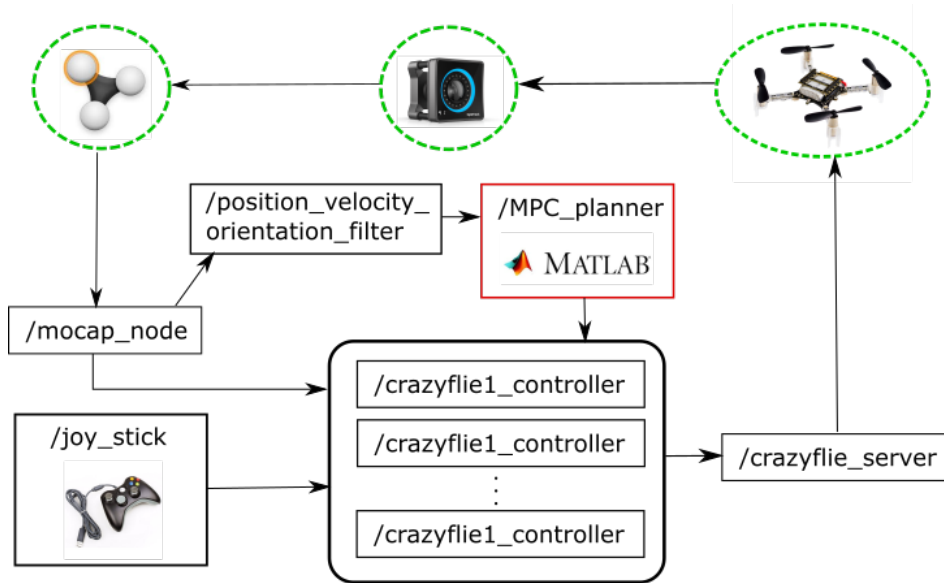 /position_velocity_
orientation_filter
/MPC_planner
MATLAB
/mocap_node
/crazyflie1_controller
/joy_stick
/crazyflie1_controller
/crazyflie_server
/crazyflie1_controller